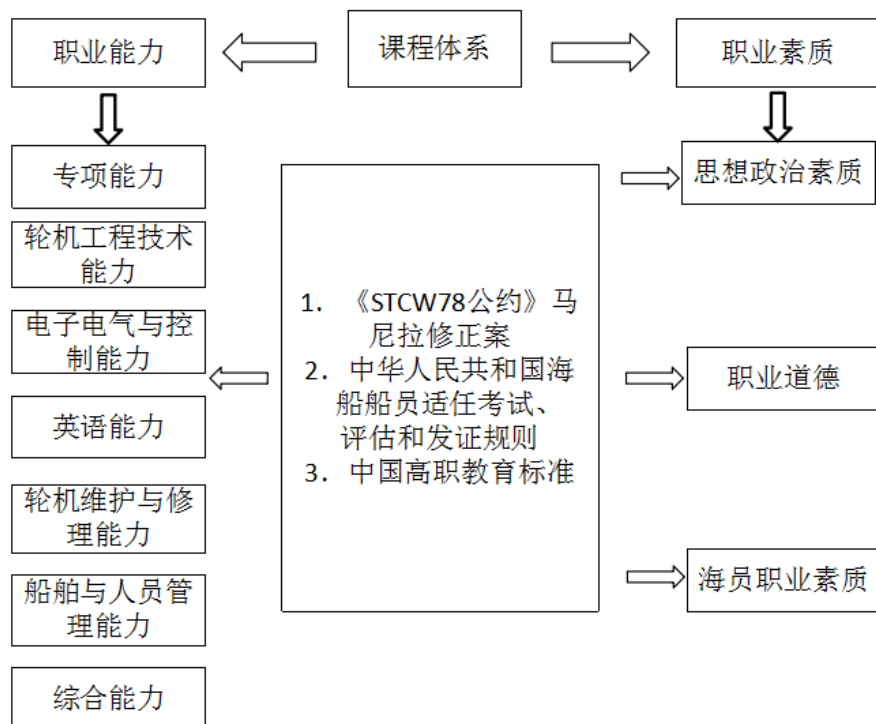 职业能力
课程体系
职业素质
专项能力
思想政治素质
轮机工程技术
能力
电子电气与控
制能力
英语能力
轮机维护与修
理能力
船舶与人员管
理能力
综合能力
1. 《STCW78公约》马
尼拉修正案
2. 中华人民共和国海
船船员适任考试、
评估和发证规则
3. 中国高职教育标准
职业道德
海员职业素质